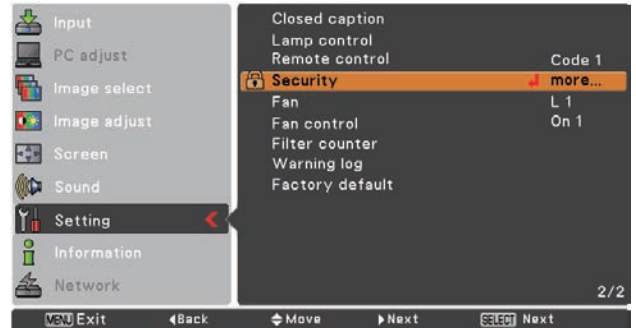 Input
PC adjust
Image select
Image adjust
Screen
Sound
Setting
Information
Network
Closed caption
Lamp control
Remote control Code 1
Security more...
Fan L 1
Fan control On 1
Filter counter
Warning log
Factory default
2/2
MENU Exit Back Move Next SELECT Next